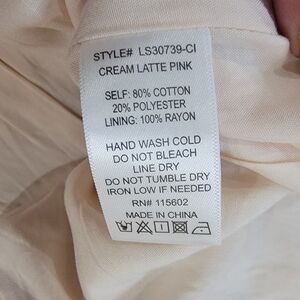 STYLE# LS30739-CI
CREAM LATTE PINK
SELF: 80% COTTON
20% POLYESTER
LINING: 100% RAYON
HAND WASH COLD
DO NOT BLEACH
LINE DRY
DO NOT TUMBLE DRY
IRON LOW IF NEEDED
RN# 115602
MADE IN CHINA